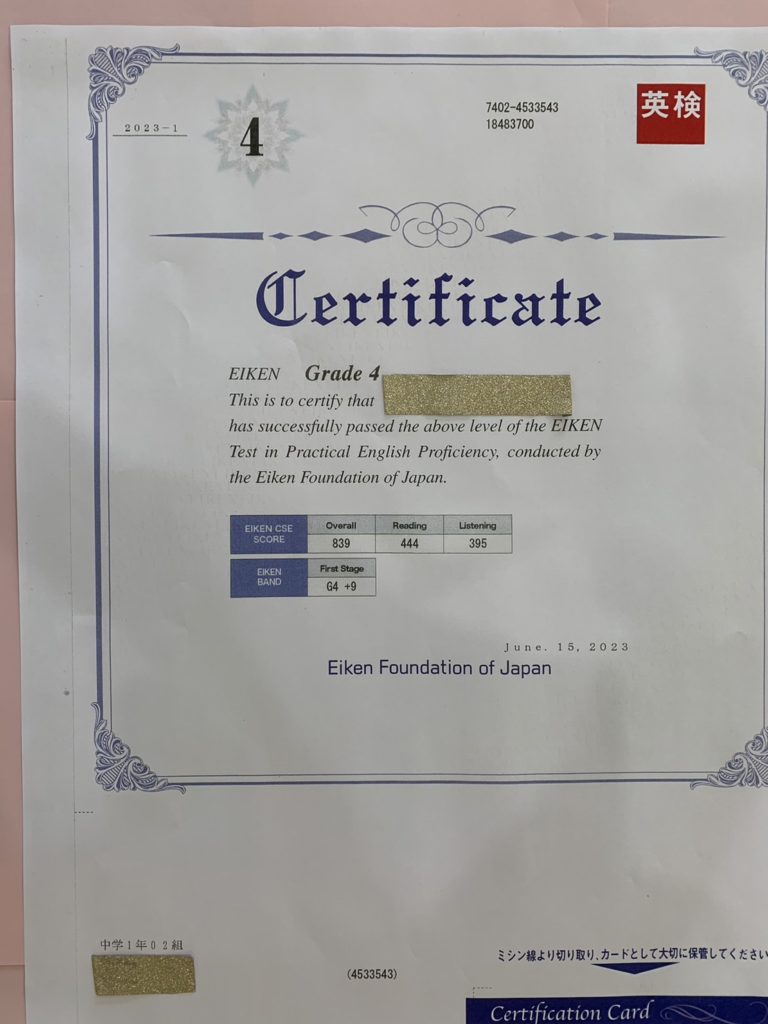 2023-1
4
7402-4533543
18483700
英検
Certificate
EIKEN Grade 4
This is to certify that
has successfully passed the above level of the EIKEN
Test in Practical English Proficiency, conducted by
the Eiken Foundation of Japan.
EIKEN CSE SCORE Overall Reading Listening
839 444 395
EIKEN BAND First Stage
G4 +9
June. 15, 2023
Eiken Foundation of Japan
中学1年02組
(4533543)
ミシン線より切り取り、カードとして大切に保管してください
Certification Card